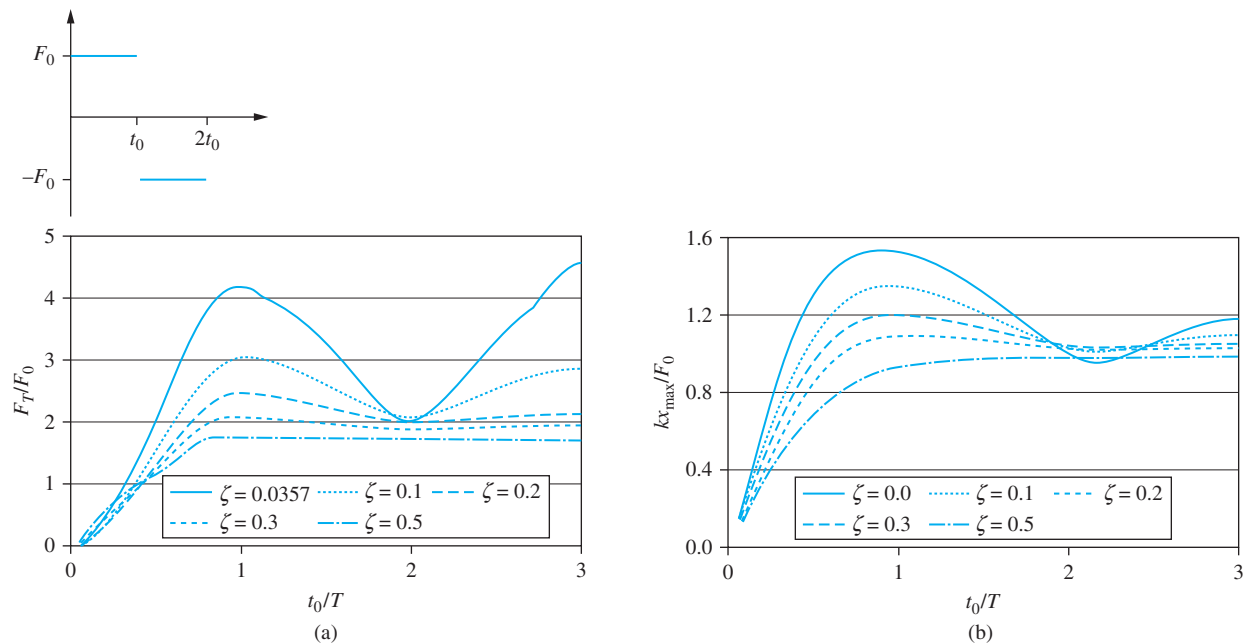 F₀
t₀ 2t₀
–F₀
5
4
3
2
1
0
F_T/F₀
ζ = 0.0357 ζ = 0.1 ζ = 0.2
ζ = 0.3 ζ = 0.5
0 1 2 3
t₀/T
(a)
1.6
1.2
0.8
0.4
0.0
kx_max/F₀
ζ = 0.0 ζ = 0.1 ζ = 0.2
ζ = 0.3 ζ = 0.5
0 1 2 3
t₀/T
(b)